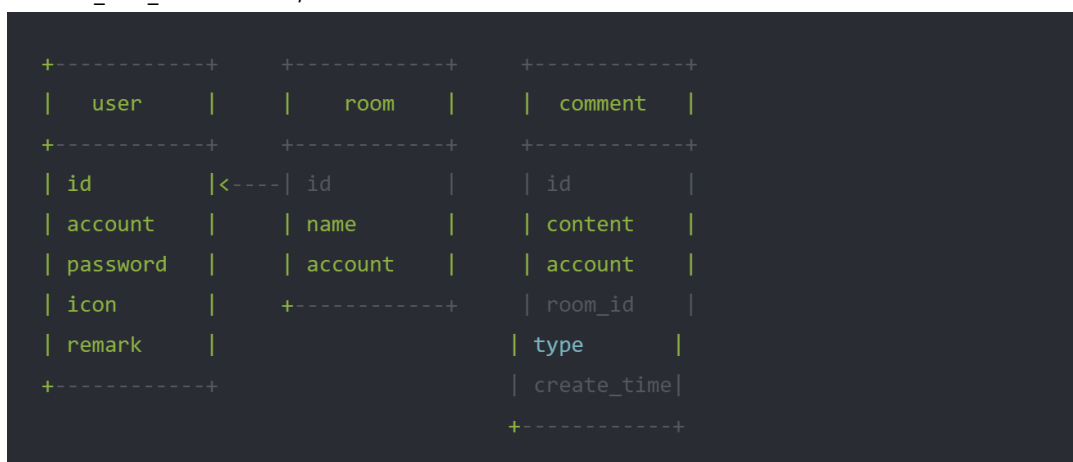 +------------+     +------------+     +------------+
|   user     |     |    room    |     |  comment   |
+------------+     +------------+     +------------+
| id         |<----| id         |     | id         |
| account    |     | name       |     | content    |
| password   |     | account    |     | account    |
| icon       |     +------------+     | room_id    |
| remark     |                       | type       |
+------------+                       | create_time|
                                     +------------+